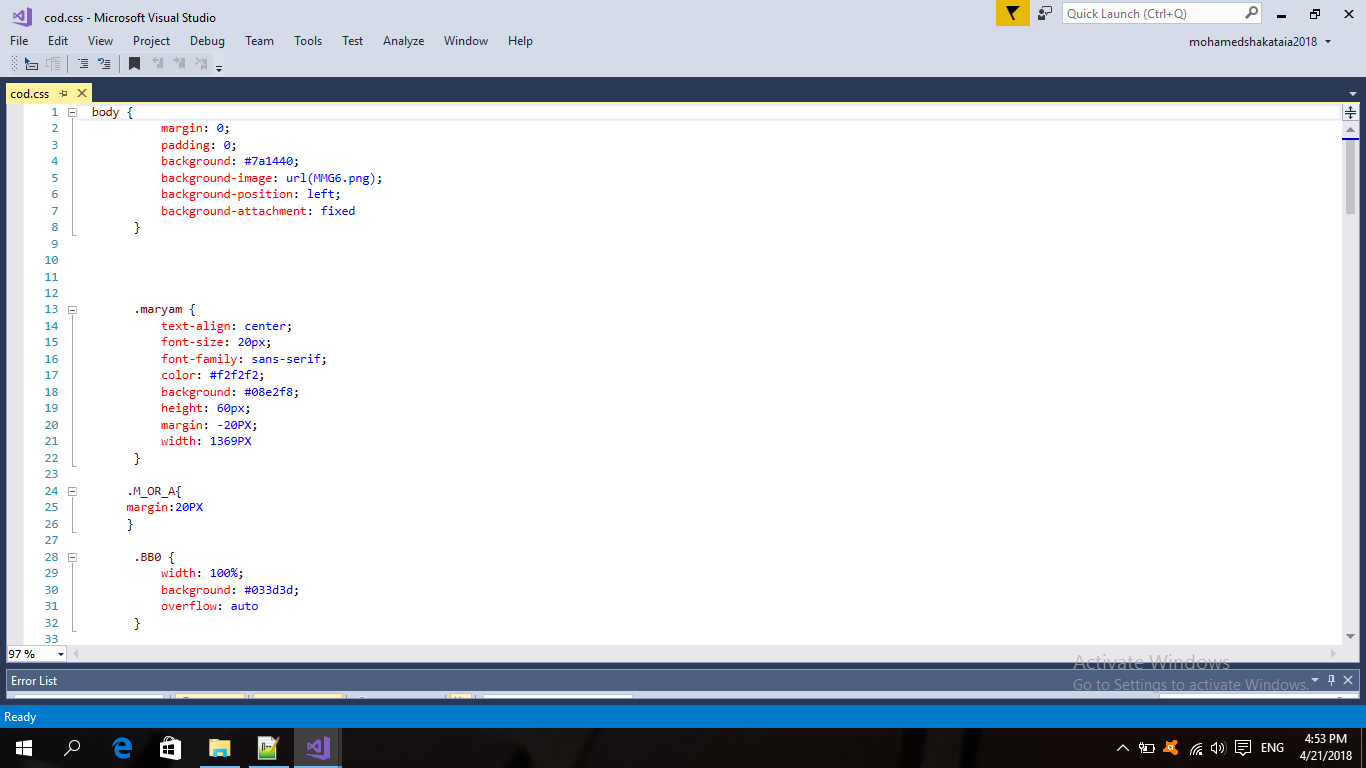 cod.css - Microsoft Visual Studio
Quick Launch (Ctrl+Q)
File Edit View Project Debug Team Tools Test Analyze Window Help
mohamedshakataia2018
cod.css
1 body {
2 margin: 0;
3 padding: 0;
4 background: #7a1440;
5 background-image: url(MMG6.png);
6 background-position: left;
7 background-attachment: fixed
8 }
9
10
11
12
13 .maryam {
14 text-align: center;
15 font-size: 20px;
16 font-family: sans-serif;
17 color: #f2f2f2;
18 background: #08e2f8;
19 height: 60px;
20 margin: -20PX;
21 width: 1369PX
22 }
23
24 .M_OR_A{
25 margin:20PX
26 }
27
28 .BB0 {
29 width: 100%;
30 background: #033d3d;
31 overflow: auto
32 }
33
97 %
Activate Windows
Go to Settings to activate Windows.
Error List
Ready
ENG
4:53 PM
4/21/2018